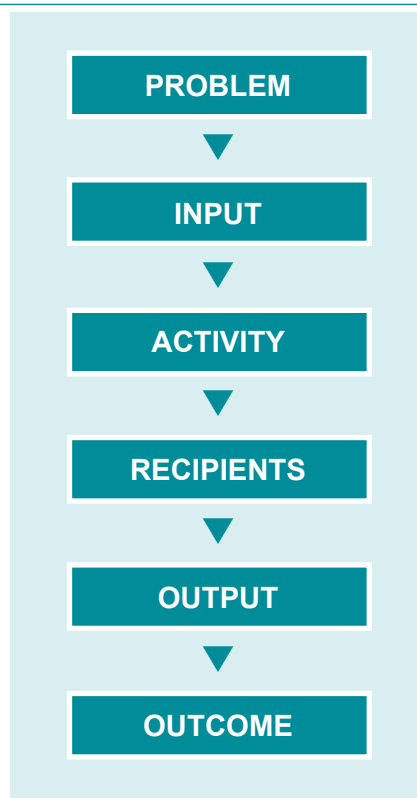 PROBLEM
INPUT
ACTIVITY
RECIPIENTS
OUTPUT
OUTCOME